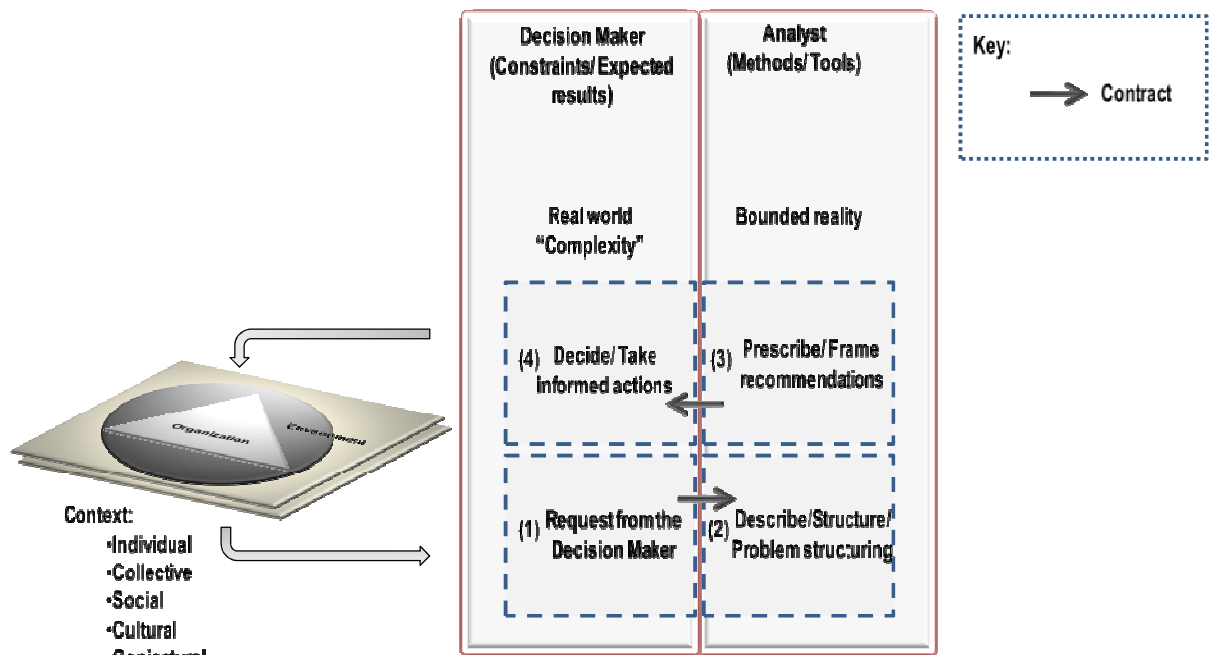 Decision Maker
(Constraints/Expected
results)
Analyst
(Methods/Tools)
Key:
Contract
Real world
“Complexity”
Bounded reality
(4) Decide/Take
informed actions
(3) Prescribe/Frame
recommendations
Organization
Environment
(1) Request from the
Decision Maker
(2) Describe/Structure/
Problem structuring
Context:
•Individual
•Collective
•Social
•Cultural